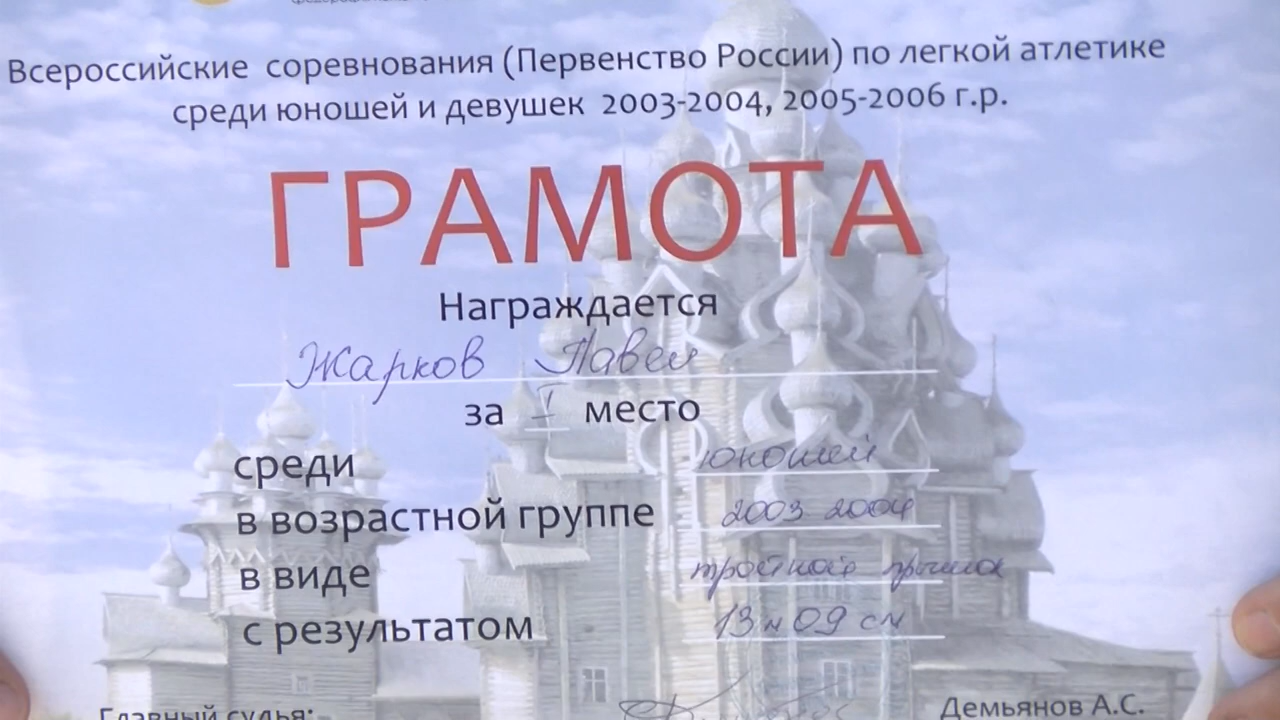 Всероссийские соревнования (Первенство России) по легкой атлетике
среди юношей и девушек 2003-2004, 2005-2006 г.р.
ГРАМОТА
Награждается
Жарков Павел
за I место
среди юношей
в возрастной группе 2003 2004
в виде тройной прыжок
с результатом 13 м 09 см
Главный судья: Демьянов А.С.